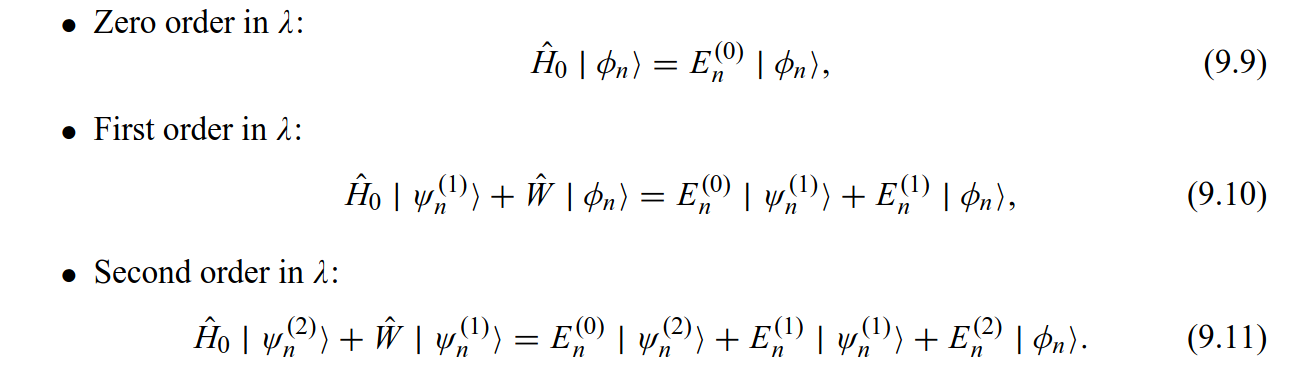 • Zero order in λ:
Ĥ₀ | ϕₙ⟩ = Eₙ⁽⁰⁾ | ϕₙ⟩, (9.9)
• First order in λ:
Ĥ₀ | ψₙ⁽¹⁾⟩ + Ŵ | ϕₙ⟩ = Eₙ⁽⁰⁾ | ψₙ⁽¹⁾⟩ + Eₙ⁽¹⁾ | ϕₙ⟩, (9.10)
• Second order in λ:
Ĥ₀ | ψₙ⁽²⁾⟩ + Ŵ | ψₙ⁽¹⁾⟩ = Eₙ⁽⁰⁾ | ψₙ⁽²⁾⟩ + Eₙ⁽¹⁾ | ψₙ⁽¹⁾⟩ + Eₙ⁽²⁾ | ϕₙ⟩. (9.11)